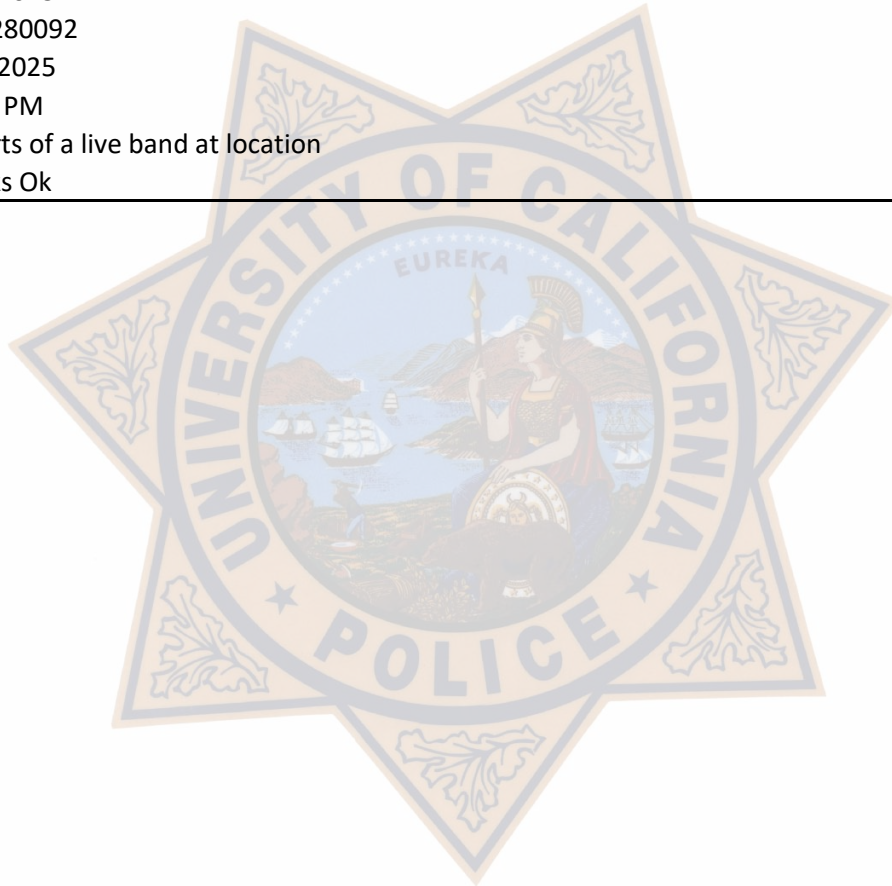 280092
2025
PM
ts of a live band at location
s Ok
EUREKA
UNIVERSITY OF CALIFORNIA
POLICE